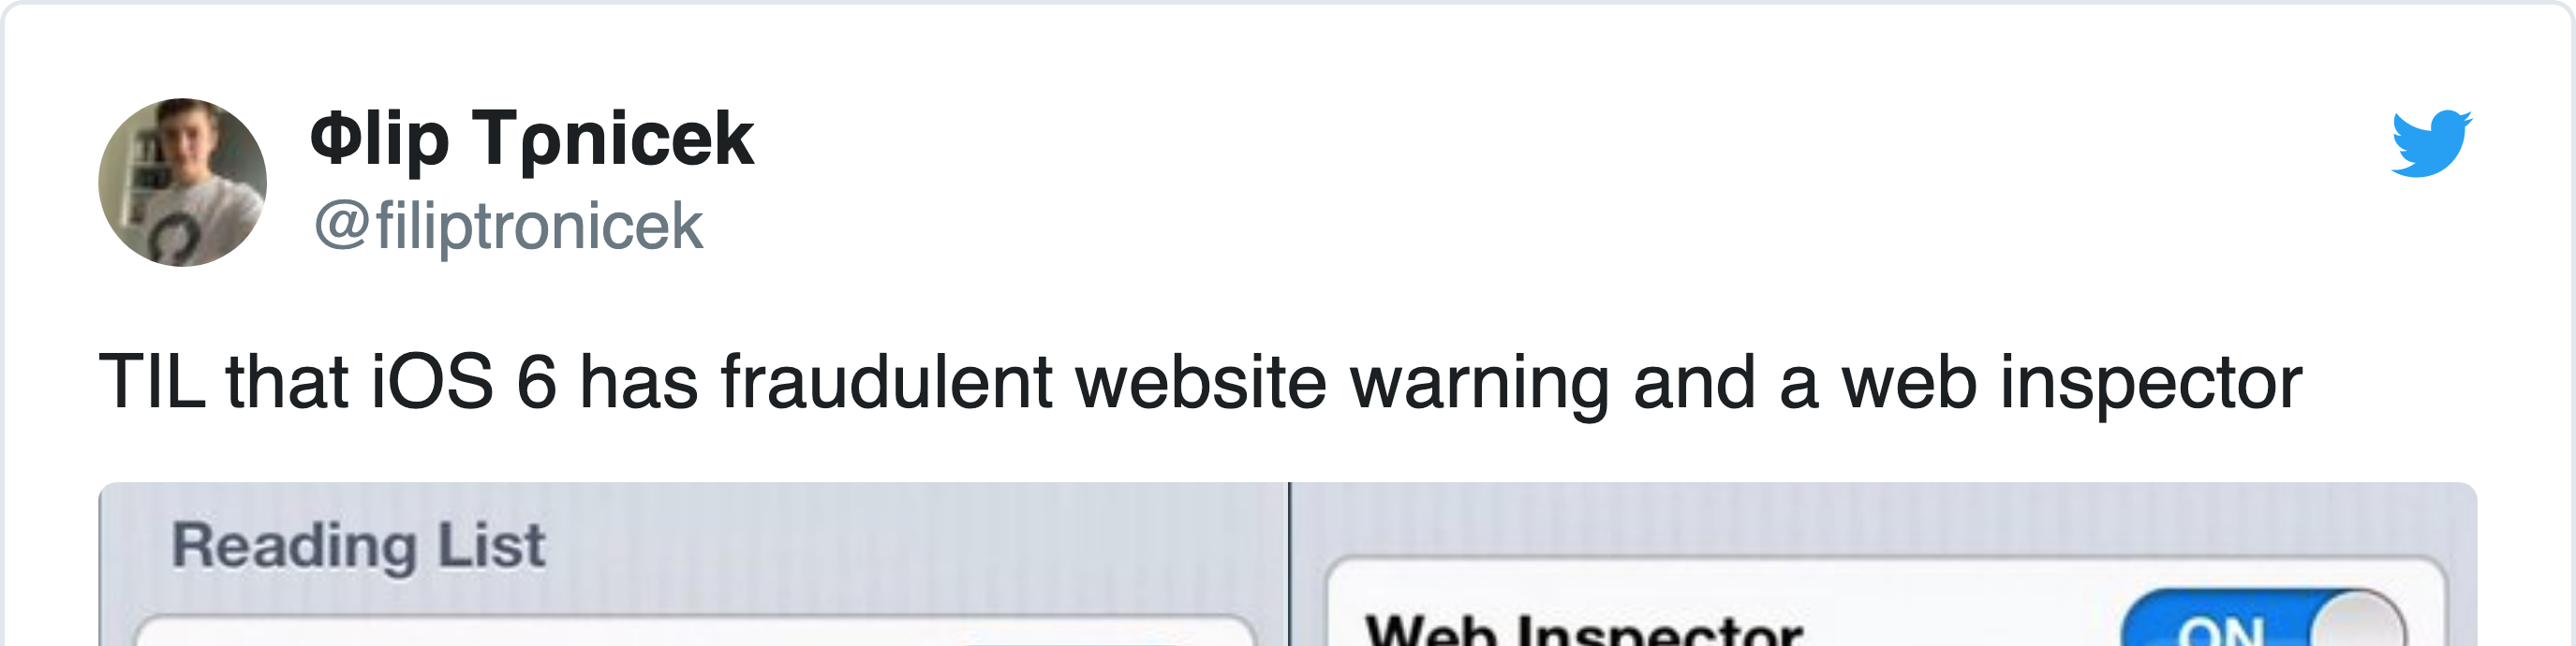 Φlip Tρnicek
@filiptronicek
TIL that iOS 6 has fraudulent website warning and a web inspector
Reading List
Web Inspector ON